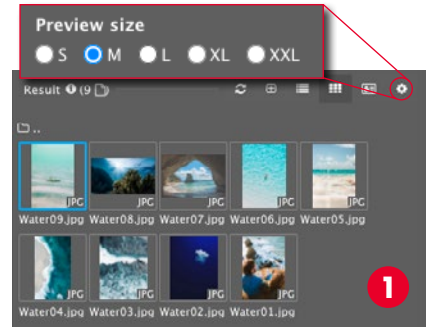 Preview size
S M L XL XXL
Result (9
..
JPG JPG JPG JPG JPG
Water09.jpg Water08.jpg Water07.jpg Water06.jpg Water05.jpg
JPG JPG JPG JPG
Water04.jpg Water03.jpg Water02.jpg Water01.jpg
1